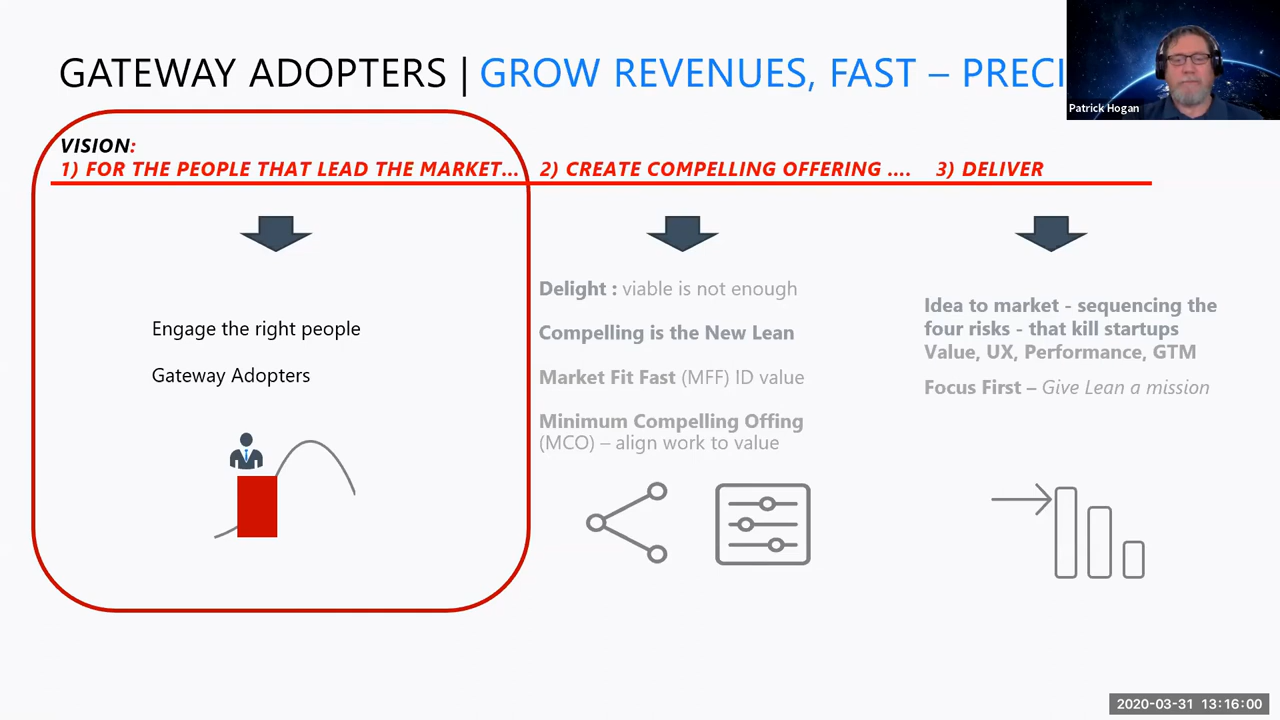 GATEWAY ADOPTERS | GROW REVENUES, FAST – PRECI
Patrick Hogan
VISION:
1) FOR THE PEOPLE THAT LEAD THE MARKET...
2) CREATE COMPELLING OFFERING ....
3) DELIVER
Engage the right people
Gateway Adopters
Delight : viable is not enough
Compelling is the New Lean
Market Fit Fast (MFF) ID value
Minimum Compelling Offing
(MCO) – align work to value
Idea to market - sequencing the
four risks - that kill startups
Value, UX, Performance, GTM
Focus First – Give Lean a mission
2020-03-31 13:16:00